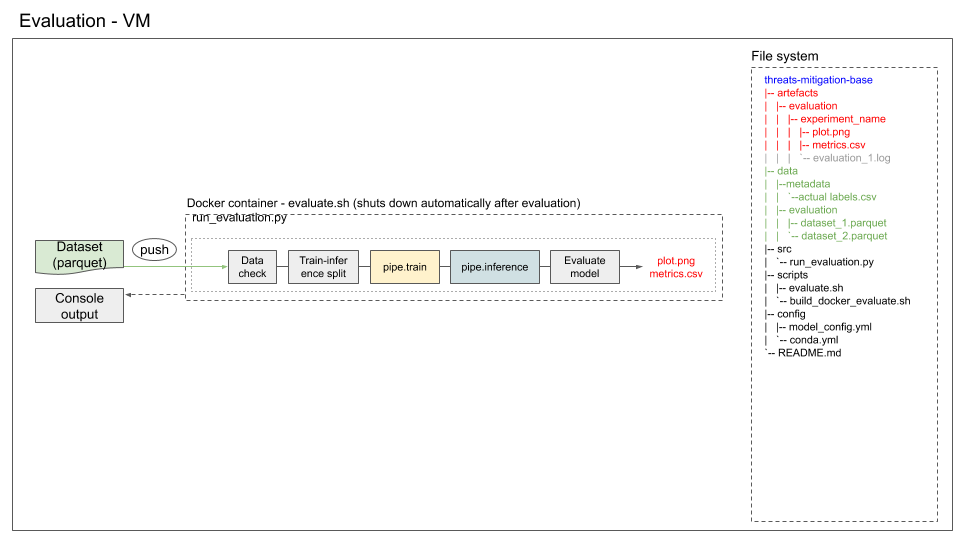 Evaluation - VM
File system
threats-mitigation-base
|-- artefacts
| |-- evaluation
| | |-- experiment_name
| | | |-- plot.png
| | | |-- metrics.csv
| | | `-- evaluation_1.log
|-- data
| |--metadata
| | `--actual labels.csv
| |-- evaluation
| | |-- dataset_1.parquet
| | `-- dataset_2.parquet
|-- src
| `-- run_evaluation.py
|-- scripts
| |-- evaluate.sh
| `-- build_docker_evaluate.sh
|-- config
| |-- model_config.yml
| `-- conda.yml
`-- README.md
Docker container - evaluate.sh (shuts down automatically after evaluation)
run_evaluation.py
Dataset
(parquet)
push
Data
check
Train-infer
ence split
pipe.train
pipe.inference
Evaluate
model
plot.png
metrics.csv
Console
output